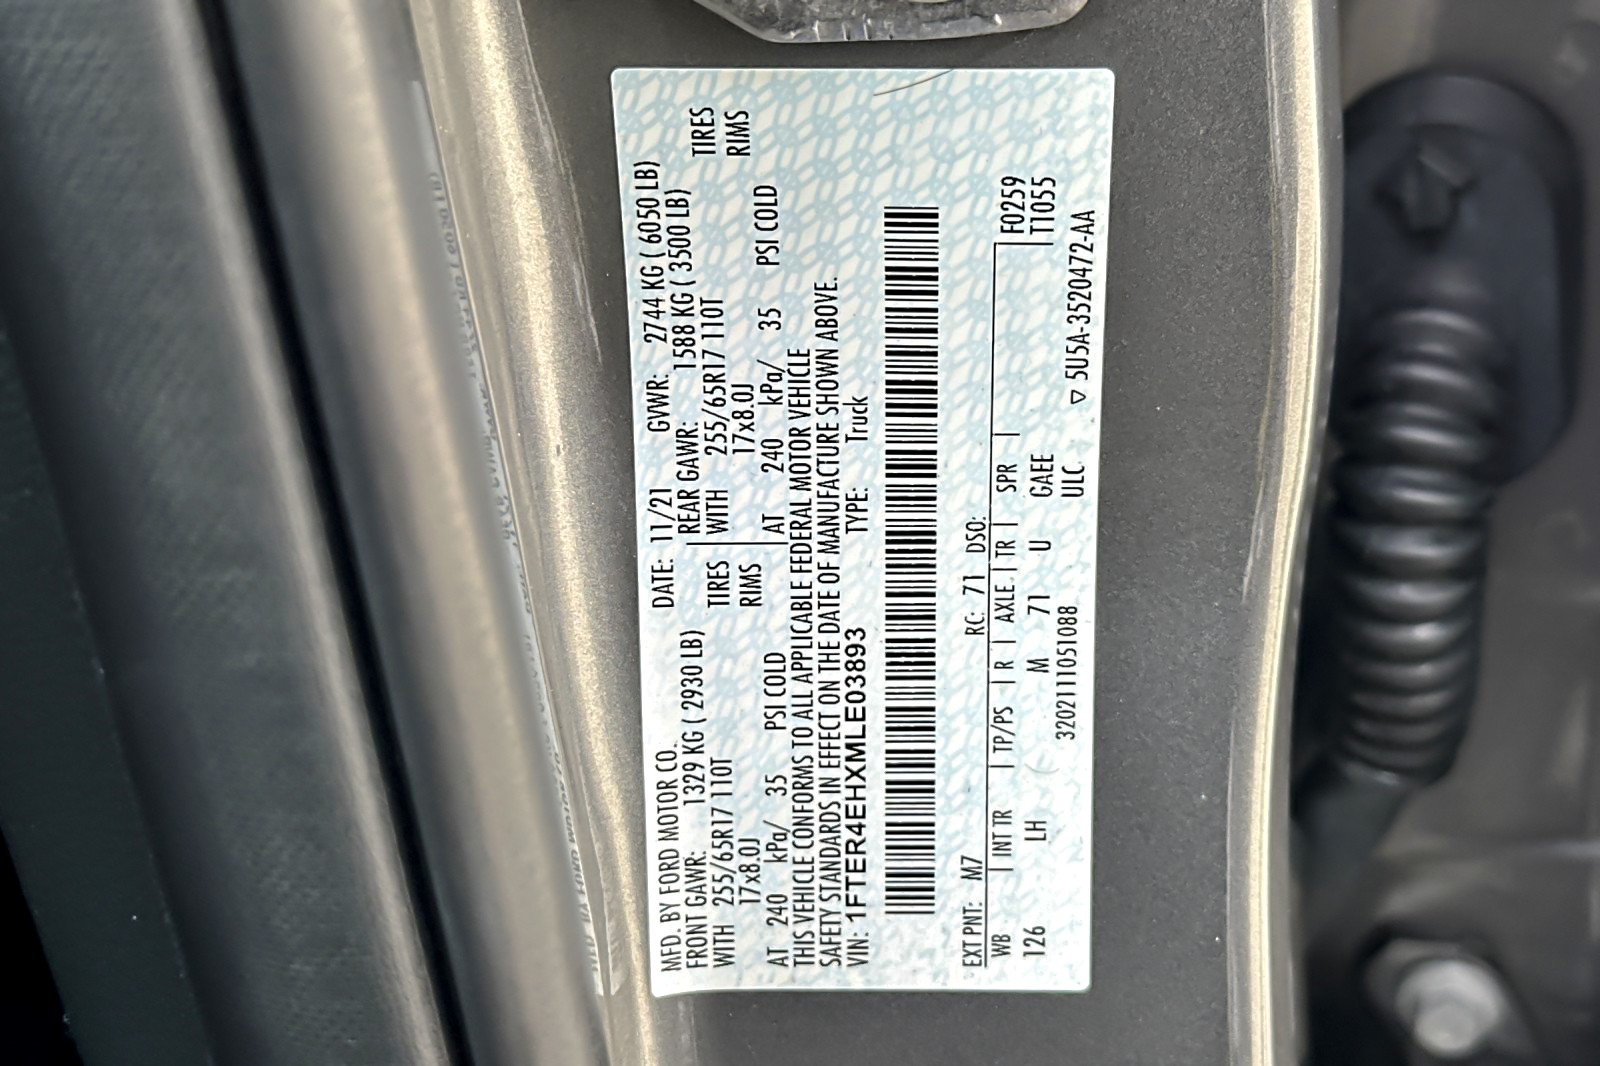 MFD. BY FORD MOTOR CO. DATE: 11/21 GVWR: 2744 KG ( 6050 LB)
FRONT GAWR: 1329 KG ( 2930 LB) REAR GAWR: 1588 KG ( 3500 LB)
WITH 255/65R17 110T TIRES WITH 255/65R17 110T TIRES
17x8.0J RIMS 17x8.0J RIMS
AT 240 kPa/ 35 PSI COLD AT 240 kPa/ 35 PSI COLD
THIS VEHICLE CONFORMS TO ALL APPLICABLE FEDERAL MOTOR VEHICLE
SAFETY STANDARDS IN EFFECT ON THE DATE OF MANUFACTURE SHOWN ABOVE.
VIN: 1FTER4EHXMLE03893 TYPE: Truck
EXT PNT: M7 RC: 71 DSO:
WB | INT TR | TP/PS | R | AXLE | TR | SPR | F0259
126 LH M 71 U GAEE T1055
320211105108​8 ULC ▽ 5U5A-3520472-AA